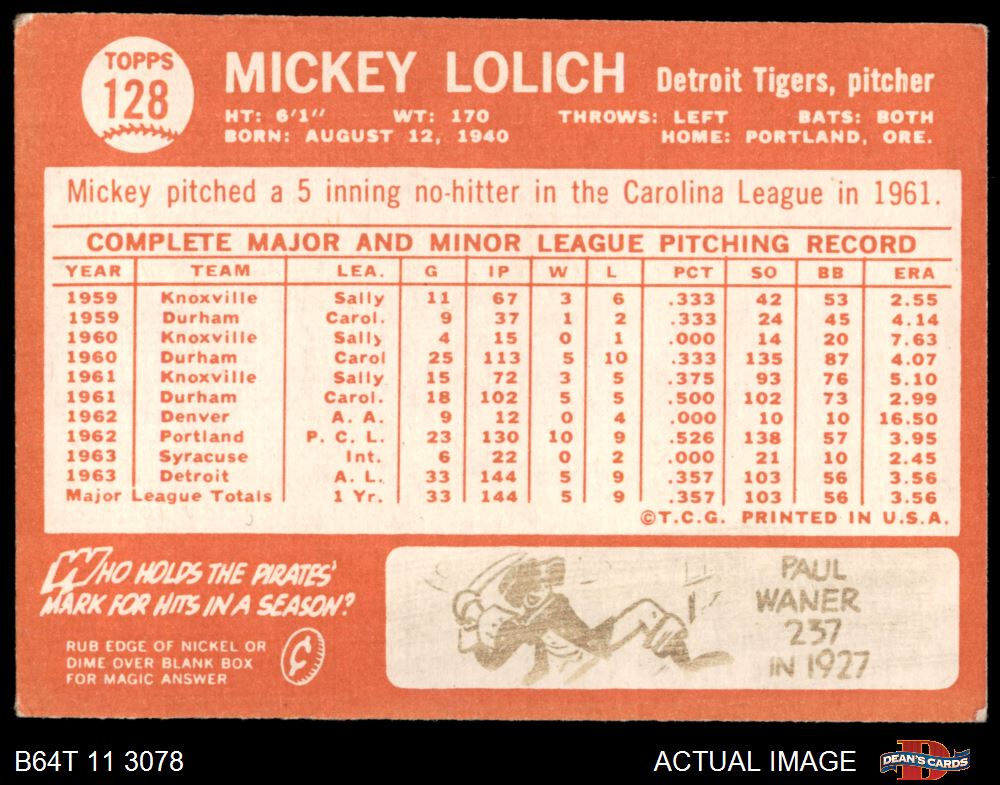 TOPPS
128
MICKEY LOLICH Detroit Tigers, pitcher
HT: 6'1" WT: 170 THROWS: LEFT BATS: BOTH
BORN: AUGUST 12, 1940 HOME: PORTLAND, ORE.
Mickey pitched a 5 inning no-hitter in the Carolina League in 1961.
COMPLETE MAJOR AND MINOR LEAGUE PITCHING RECORD
YEAR TEAM LEA. G IP W L PCT SO BB ERA
1959 Knoxville Sally 11 67 3 6 .333 42 53 2.55
1959 Durham Carol. 9 37 1 2 .333 24 45 4.14
1960 Knoxville Sally 4 15 0 1 .000 14 20 7.63
1960 Durham Carol 25 113 5 10 .333 135 87 4.07
1961 Knoxville Sally 15 72 3 5 .375 93 76 5.10
1961 Durham Carol. 18 102 5 5 .500 102 73 2.99
1962 Denver A. A. 9 12 0 4 .000 10 10 16.50
1962 Portland P. C. L. 23 130 10 9 .526 138 57 3.95
1963 Syracuse Int. 6 22 0 2 .000 21 10 2.45
1963 Detroit A. L. 33 144 5 9 .357 103 56 3.56
Major League Totals 1 Yr. 33 144 5 9 .357 103 56 3.56
©T.C.G. PRINTED IN U.S.A.
WHO HOLDS THE PIRATES'
MARK FOR HITS IN A SEASON?
RUB EDGE OF NICKEL OR
DIME OVER BLANK BOX
FOR MAGIC ANSWER
¢
PAUL
WANER
237
IN 1927
B64T 11 3078 ACTUAL IMAGE D DEAN'S CARDS